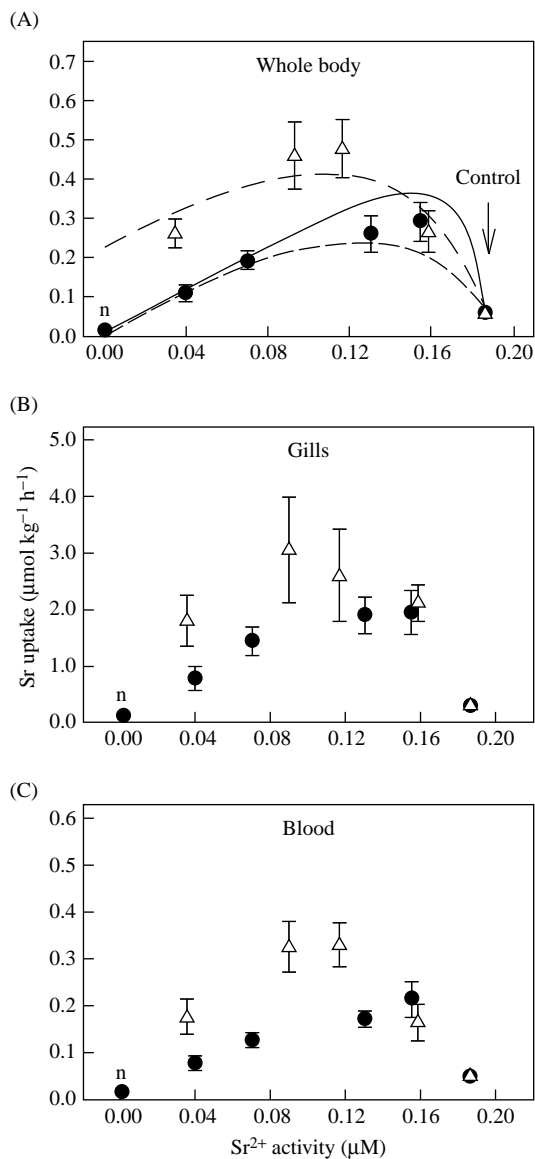 (A)
Whole body
0.7
0.6
0.5
0.4
0.3
0.2
0.1
0.0
Control
n
0.00 0.04 0.08 0.12 0.16 0.20
(B)
Gills
5.0
4.0
3.0
2.0
1.0
0.0
Sr uptake (μmol kg⁻¹ h⁻¹)
n
0.00 0.04 0.08 0.12 0.16 0.20
(C)
Blood
0.6
0.5
0.4
0.3
0.2
0.1
0.0
n
0.00 0.04 0.08 0.12 0.16 0.20
Sr²⁺ activity (μM)